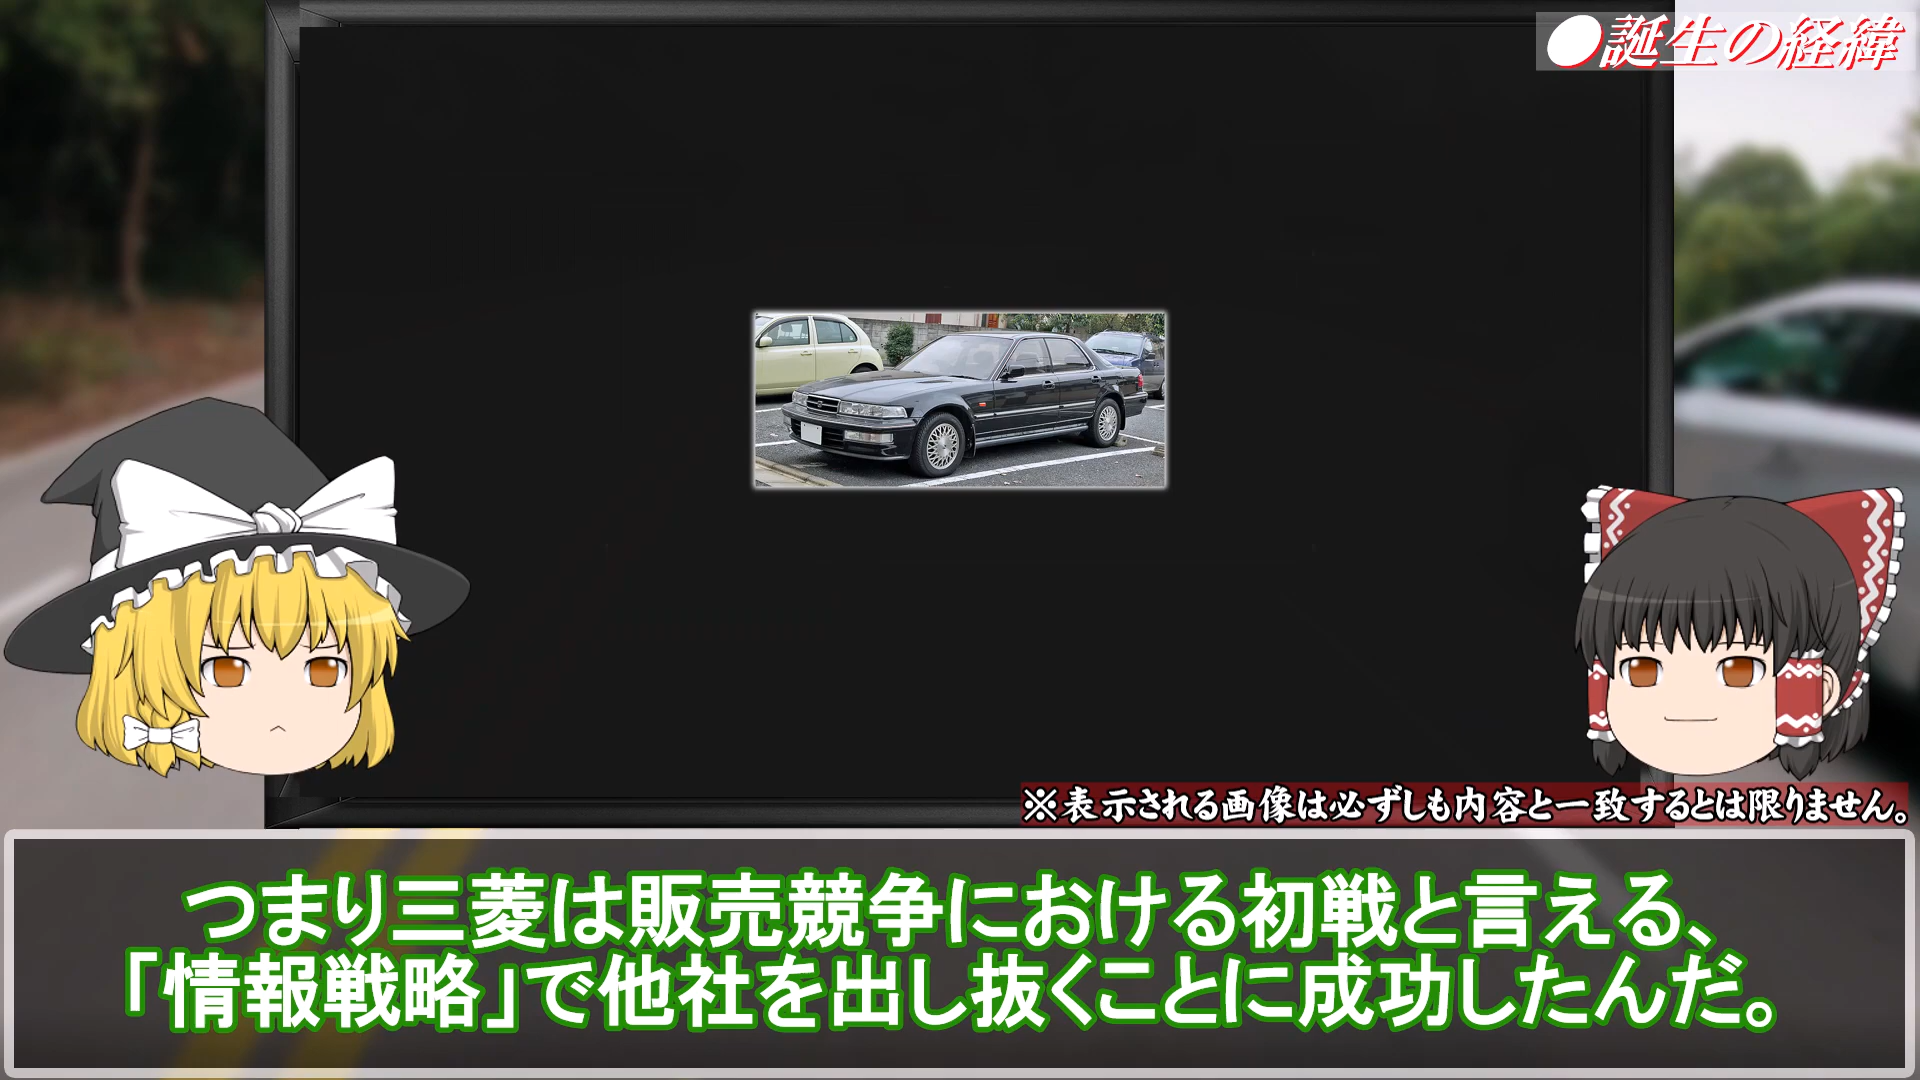 ●誕生の経緯
※表示される画像は必ずしも内容と一致するとは限りません。
つまり三菱は販売競争における初戦と言える、
「情報戦略」で他社を出し抜くことに成功したんだ。